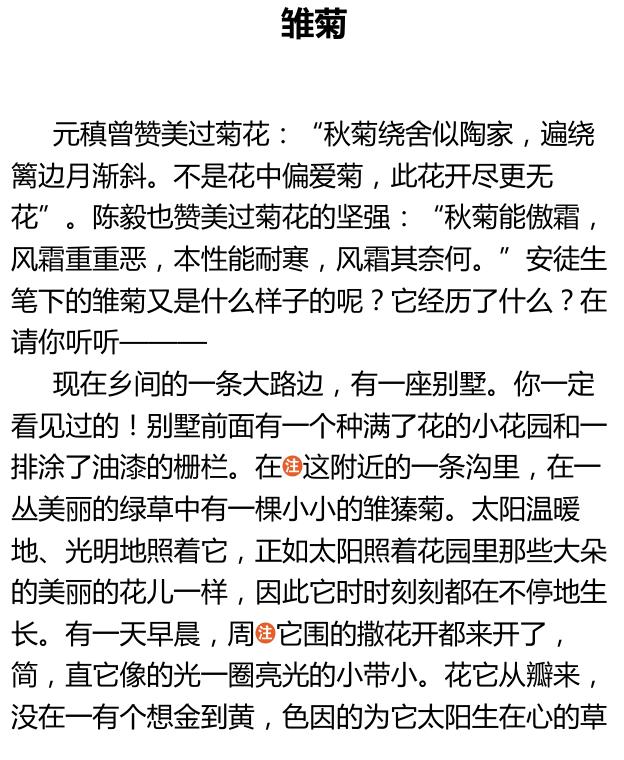 雏菊
元稹曾赞美过菊花：“秋菊绕舍似陶家，遍绕
篱边月渐斜。不是花中偏爱菊，此花开尽更无
花”。陈毅也赞美过菊花的坚强：“秋菊能傲霜，
风霜重重恶，本性能耐寒，风霜其奈何。”安徒生
笔下的雏菊又是什么样子的呢？它经历了什么？在
请你听听————
现在乡间的一条大路边，有一座别墅。你一定
看见过的！别墅前面有一个种满了花的小花园和一
排涂了油漆的栅栏。在注这附近的一条沟里，在一
丛美丽的绿草中有一棵小小的雏獉菊。太阳温暖
地、光明地照着它，正如太阳照着花园里那些大朵
的美丽的花儿一样，因此它时时刻刻都在不停地生
长。有一天早晨，周注它围的撒花开都来开了，
简，直它像的光一圈亮光的小带小。花它从瓣来，
没在一有个想金到黄，色因的为它太阳生在心的草